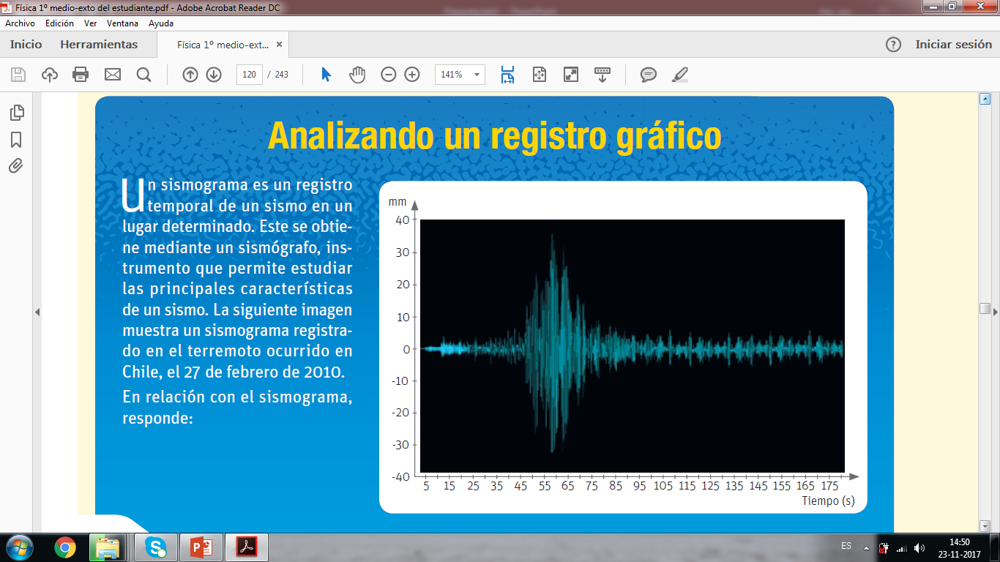 Física 1º medio-exto del estudiante.pdf - Adobe Acrobat Reader DC
Archivo Edición Ver Ventana Ayuda
Inicio Herramientas Física 1º medio-ext... × ? Iniciar sesión
120 / 243 141%
Analizando un registro gráfico
Un sismograma es un registro
temporal de un sismo en un
lugar determinado. Este se obtie-
ne mediante un sismógrafo, ins-
trumento que permite estudiar
las principales características
de un sismo. La siguiente imagen
muestra un sismograma registra-
do en el terremoto ocurrido en
Chile, el 27 de febrero de 2010.
En relación con el sismograma,
responde:
mm
40
30
20
10
0
-10
-20
-30
-40
5 15 25 35 45 55 65 75 85 95 105 115 125 135 145 155 165 175
Tiempo (s)
ES
14:50
23-11-2017